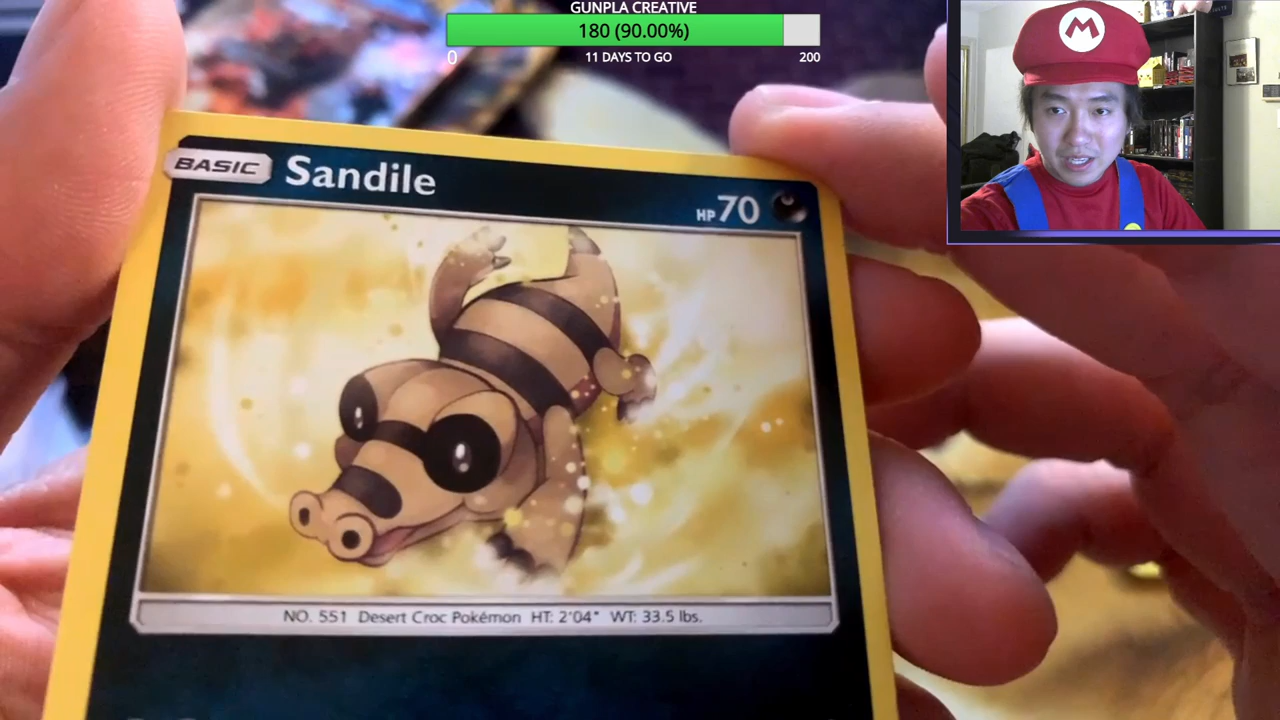 GUNPLA CREATIVE
180 (90.00%)
0 11 DAYS TO GO 200
M
BASIC Sandile HP 70
NO. 551 Desert Croc Pokémon HT: 2'04" WT: 33.5 lbs.